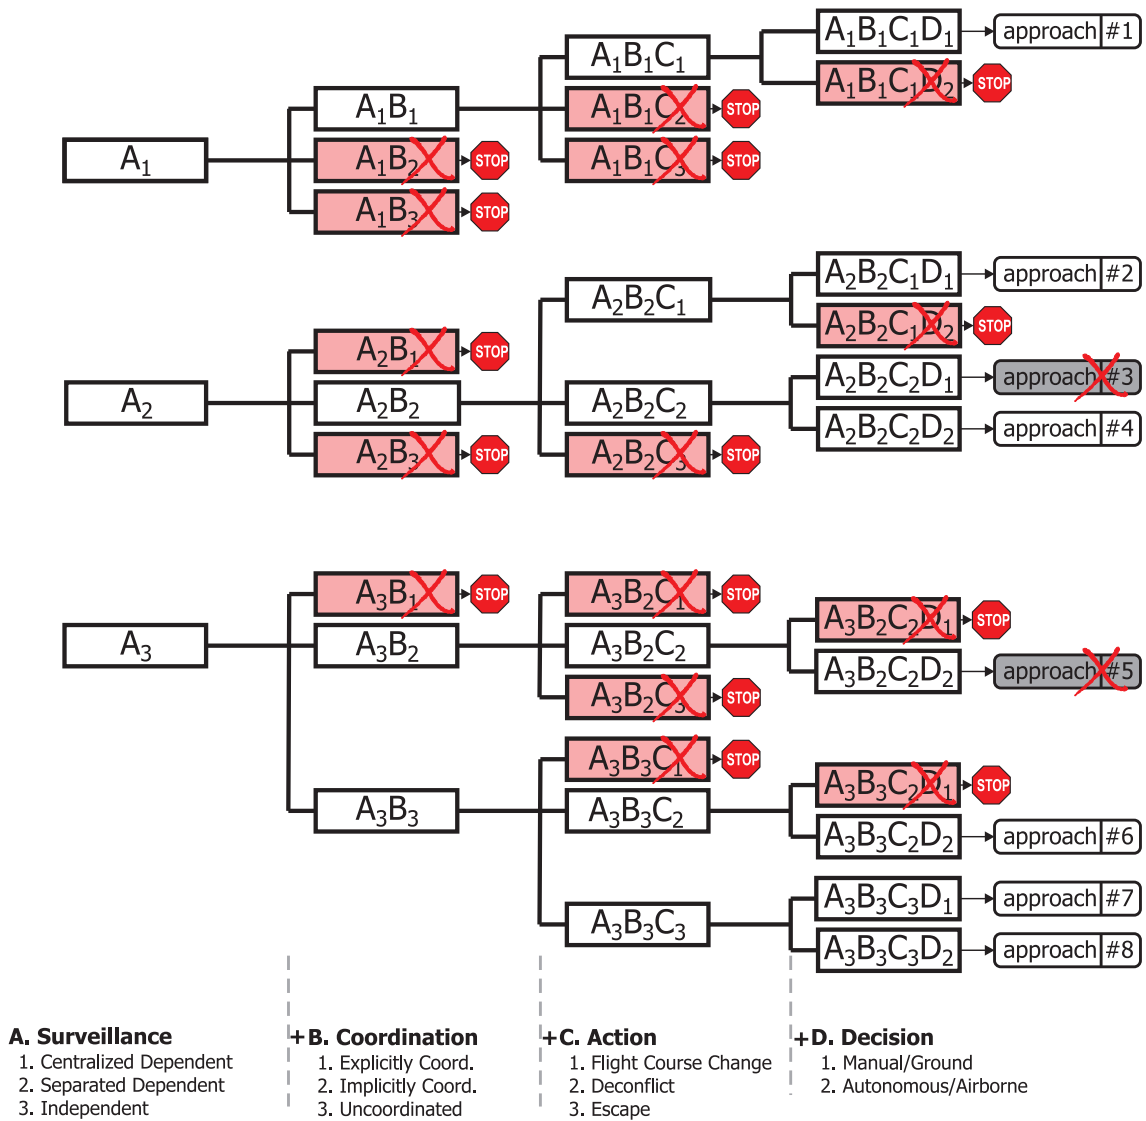 A₁B₁C₁D₁ approach #1
A₁B₁C₁
A₁B₁C₁D₂ STOP
A₁B₁ A₁B₁C₂ STOP
A₁ A₁B₂ STOP A₁B₁C₃ STOP
A₁B₃ STOP
A₂B₂C₁D₁ approach #2
A₂B₂C₁
A₂B₂C₁D₂ STOP
A₂B₁ STOP
A₂B₂C₂D₁ approach #3
A₂ A₂B₂ A₂B₂C₂
A₂B₂C₂D₂ approach #4
A₂B₃ STOP A₂B₂C₃ STOP
A₃B₁ STOP A₃B₂C₁ STOP
A₃B₂C₂D₁ STOP
A₃ A₃B₂ A₃B₂C₂
A₃B₂C₂D₂ approach #5
A₃B₂C₃ STOP
A₃B₃C₁ STOP
A₃B₃C₂D₁ STOP
A₃B₃ A₃B₃C₂
A₃B₃C₂D₂ approach #6
A₃B₃C₃D₁ approach #7
A₃B₃C₃
A₃B₃C₃D₂ approach #8
A. Surveillance
1. Centralized Dependent
2. Separated Dependent
3. Independent
+B. Coordination
1. Explicitly Coord.
2. Implicitly Coord.
3. Uncoordinated
+C. Action
1. Flight Course Change
2. Deconflict
3. Escape
+D. Decision
1. Manual/Ground
2. Autonomous/Airborne